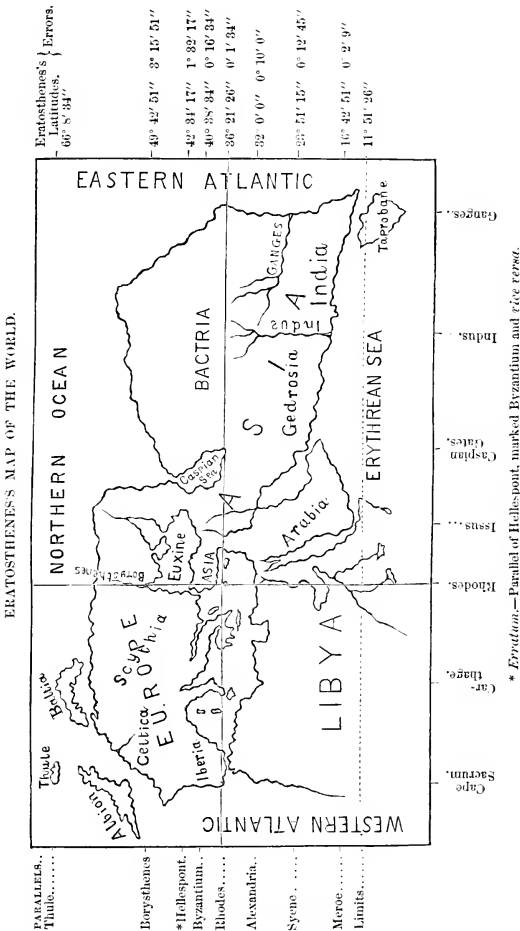 ERATOSTHENES'S MAP OF THE WORLD.
Eratosthenes's
Latitudes. } Errors.
66° 8′ 34″
49° 42′ 51″ 3° 15′ 51″
42° 34′ 17″ 1° 32′ 17″
40° 38′ 34″ 0° 16′ 34″
36° 21′ 26″ 0° 1′ 34″
32° 0′ 0″ 0° 10′ 0″
23° 51′ 15″ 0° 12′ 45″
16° 42′ 51″ 0° 2′ 9″
11° 51′ 26″
EASTERN ATLANTIC
NORTHERN OCEAN
BACTRIA
GANGES
India
Indus
Gedrosia
Taprobane
ERYTHREAN SEA
Caspian
Sea
A S I A
Arabia
Borysthenes
Euxine
ASIA
Scythia
EUROPE
Celtica
Iberia
Baltia
Thule
Albion
LIBYA
WESTERN ATLANTIC
Ganges..
Indus.
Caspian
Gates.
Issus...
Rhodes.
Car-
thage.
Cape
Sacrum.
PARALLELS..
Thule......
Borysthenes
*Hellespont.
Byzantium..
Rhodes.....
Alexandria..
Syene.....
Meroe.....
Limits.....
* Erratum.—Parallel of Hellespont, marked Byzantium and vice versa.